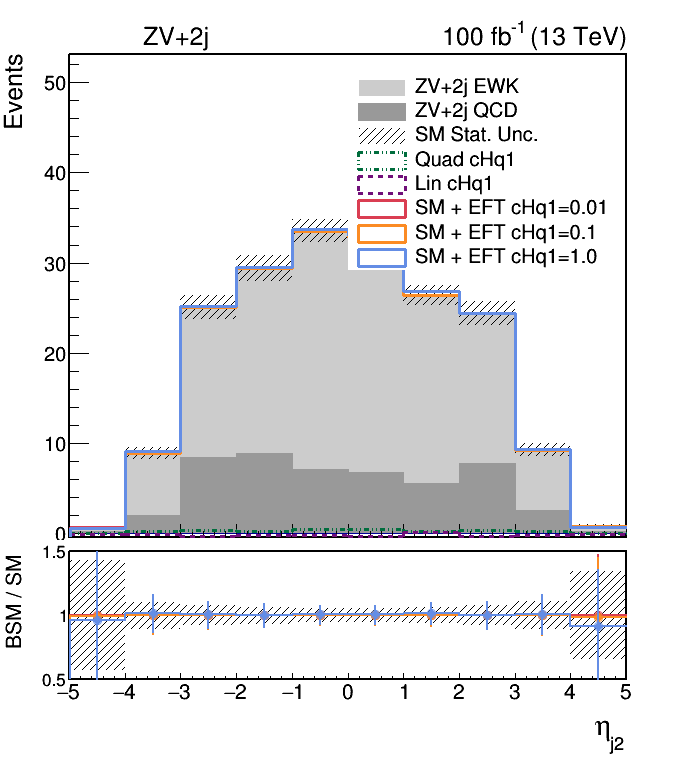 ZV+2j 100 fb⁻¹ (13 TeV)
Events
50
40
30
20
10
0
ZV+2j EWK
ZV+2j QCD
SM Stat. Unc.
Quad cHq1
Lin cHq1
SM + EFT cHq1=0.01
SM + EFT cHq1=0.1
SM + EFT cHq1=1.0
BSM / SM
1.5
1
0.5
−5 −4 −3 −2 −1 0 1 2 3 4 5
η_j2